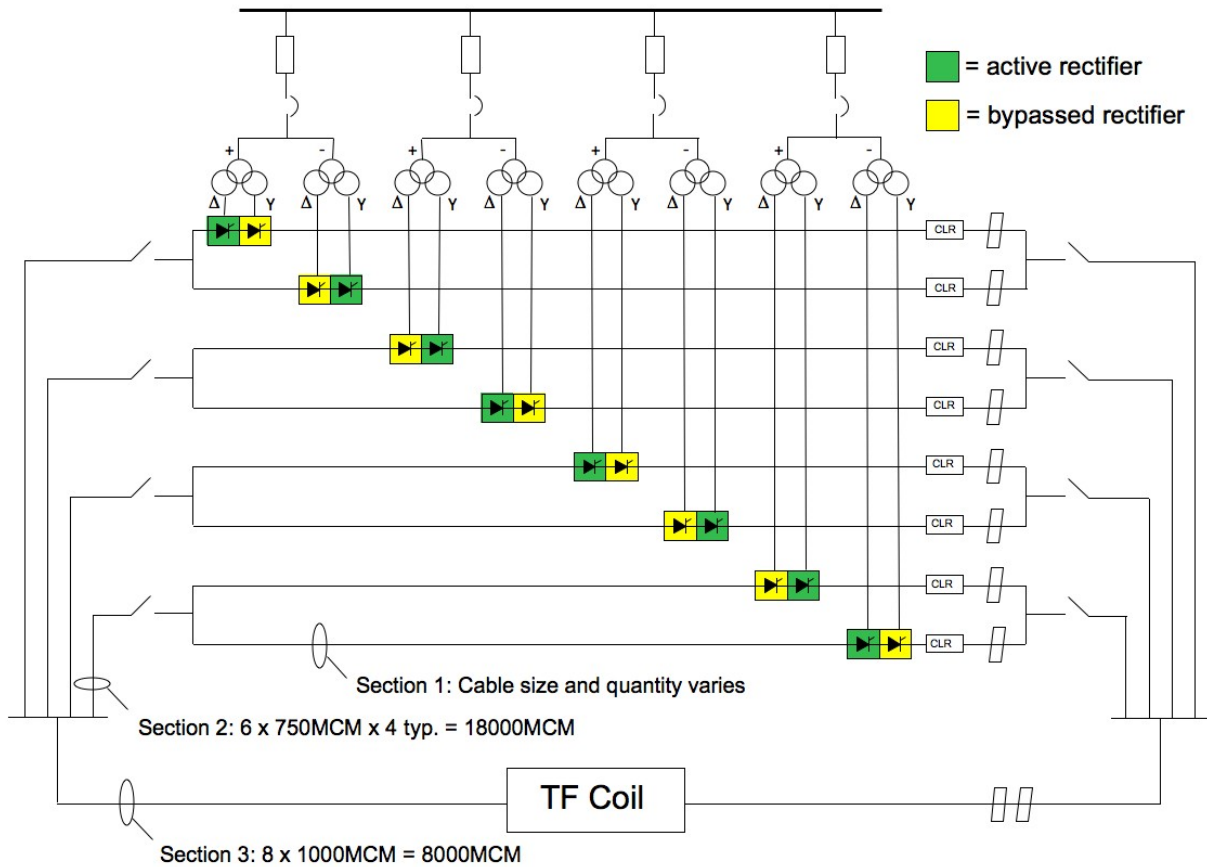 = active rectifier
= bypassed rectifier
+ - + - + - + -
Δ Y Δ Y Δ Y Δ Y Δ Y Δ Y Δ Y Δ Y
CLR
CLR
CLR
CLR
CLR
CLR
CLR
CLR
Section 1: Cable size and quantity varies
Section 2: 6 x 750MCM x 4 typ. = 18000MCM
TF Coil
Section 3: 8 x 1000MCM = 8000MCM